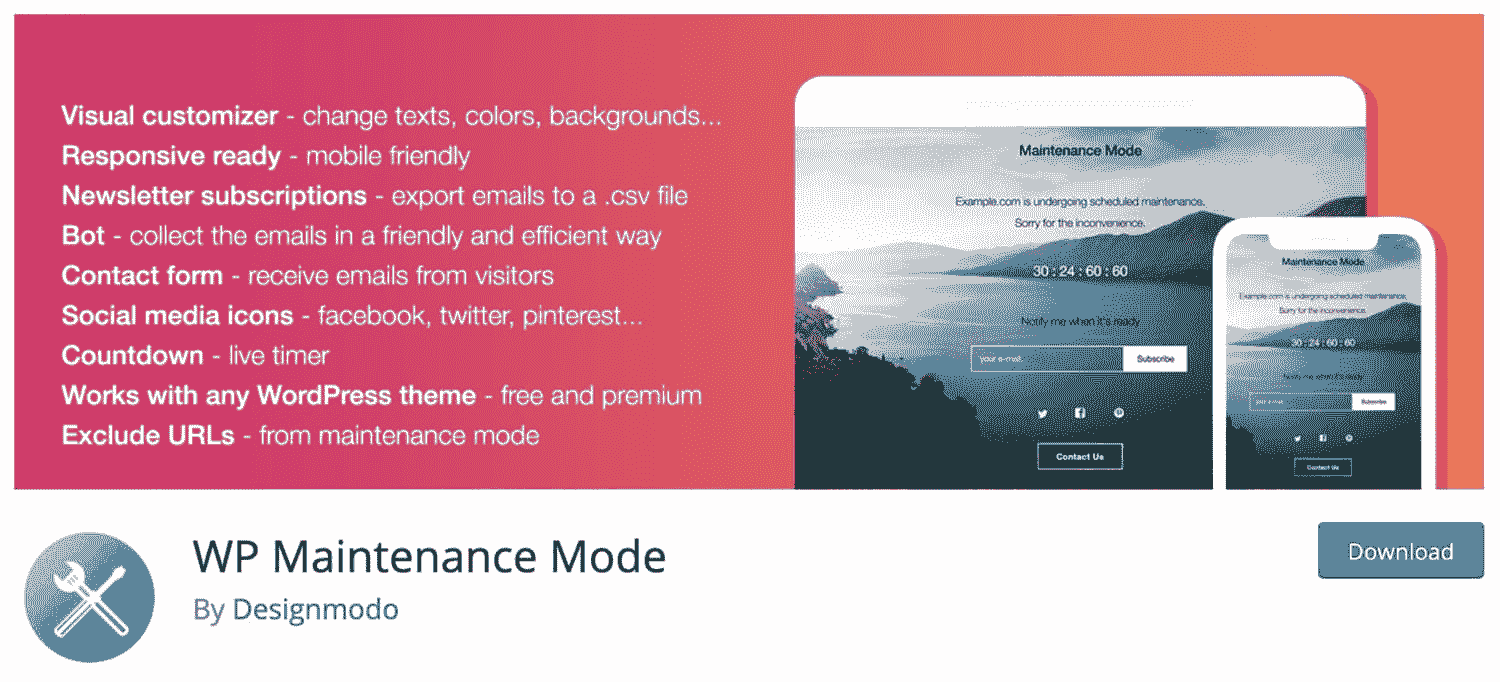 Visual customizer - change texts, colors, backgrounds...
Responsive ready - mobile friendly
Newsletter subscriptions - export emails to a .csv file
Bot - collect the emails in a friendly and efficient way
Contact form - receive emails from visitors
Social media icons - facebook, twitter, pinterest...
Countdown - live timer
Works with any WordPress theme - free and premium
Exclude URLs - from maintenance mode
Maintenance Mode
Example.com is undergoing scheduled maintenance.
Sorry for the inconvenience.
30 : 24 : 60 : 60
Notify me when it's ready
your e-mail...
Subscribe
Contact Us
Maintenance Mode
Example.com is undergoing scheduled maintenance.
Sorry for the inconvenience.
30 : 24 : 60 : 60
Notify me when it's ready
your e-mail...
Subscribe
Contact Us
WP Maintenance Mode
By Designmodo
Download